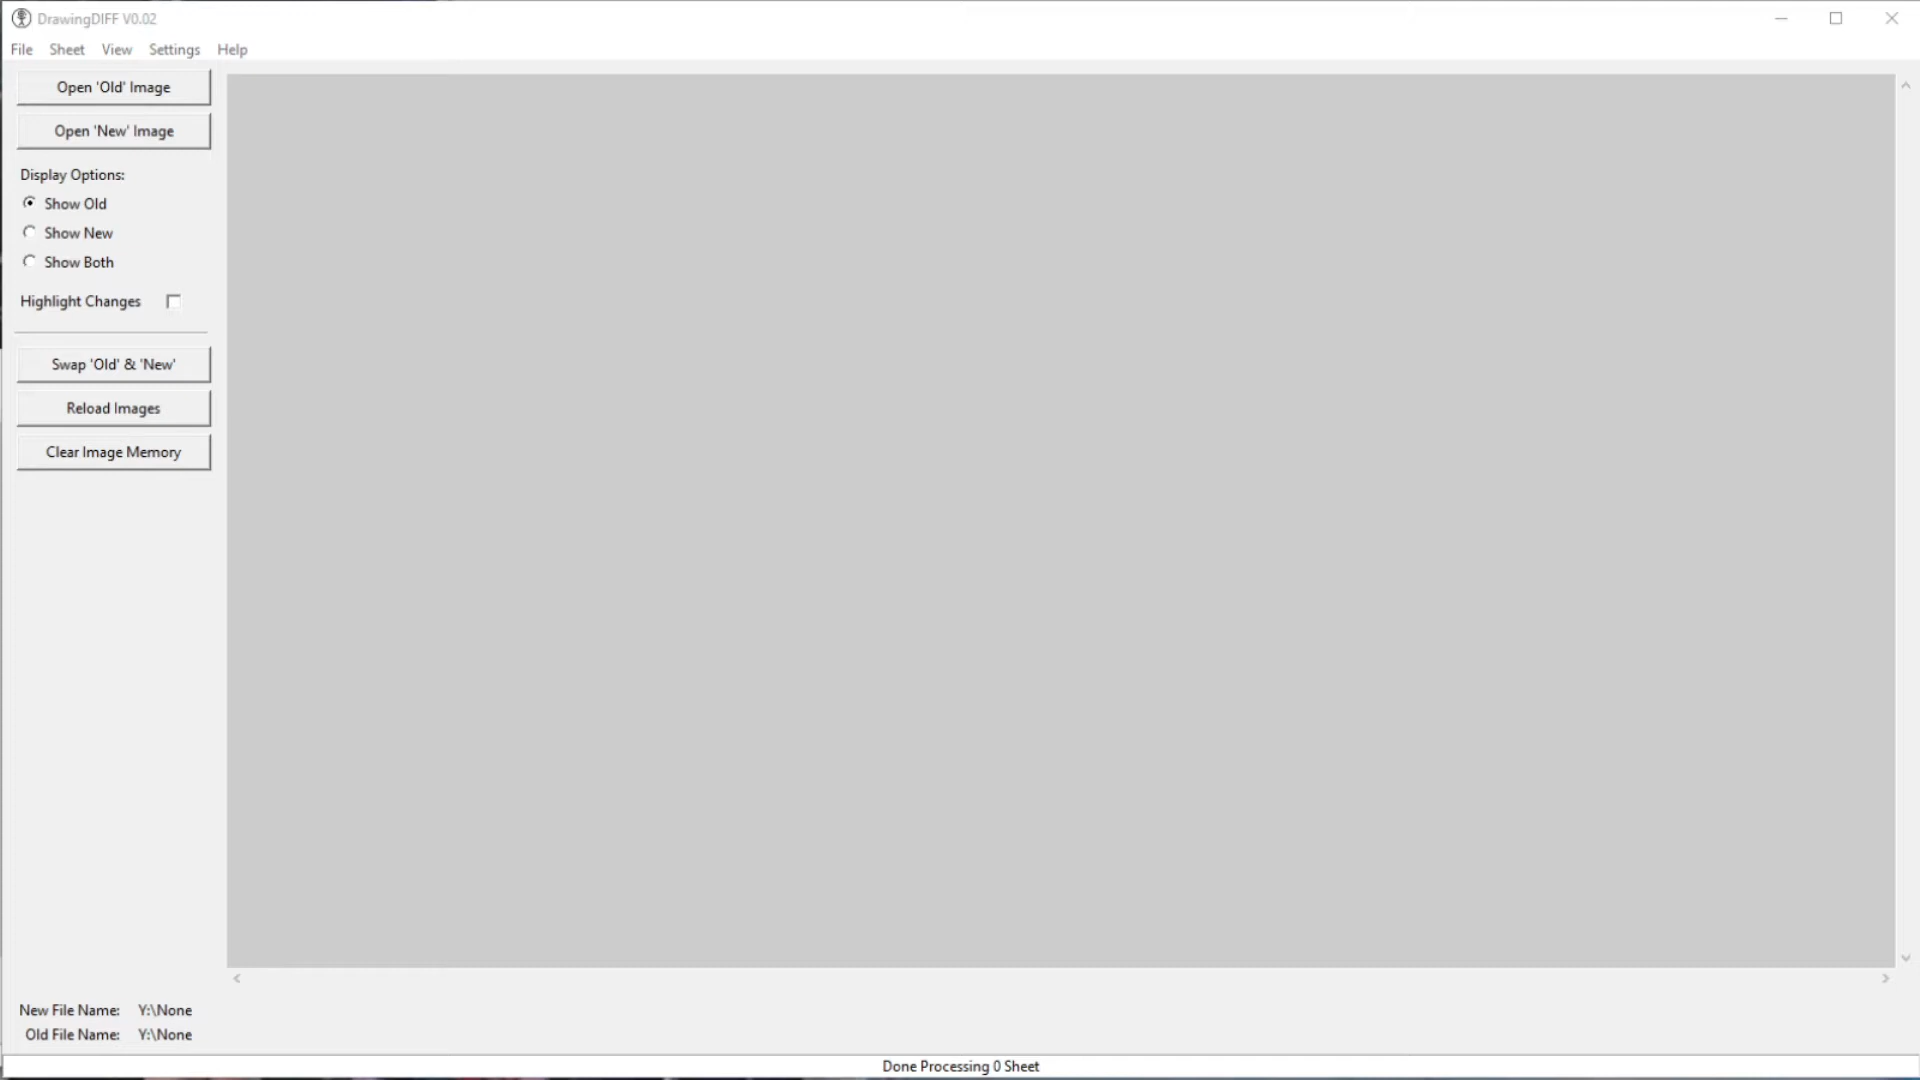 DrawingDIFF V0.02
File Sheet View Settings Help
Open 'Old' Image
Open 'New' Image
Display Options:
Show Old
Show New
Show Both
Highlight Changes
Swap 'Old' & 'New'
Reload Images
Clear Image Memory
New File Name: Y:\None
Old File Name: Y:\None
Done Processing 0 Sheet